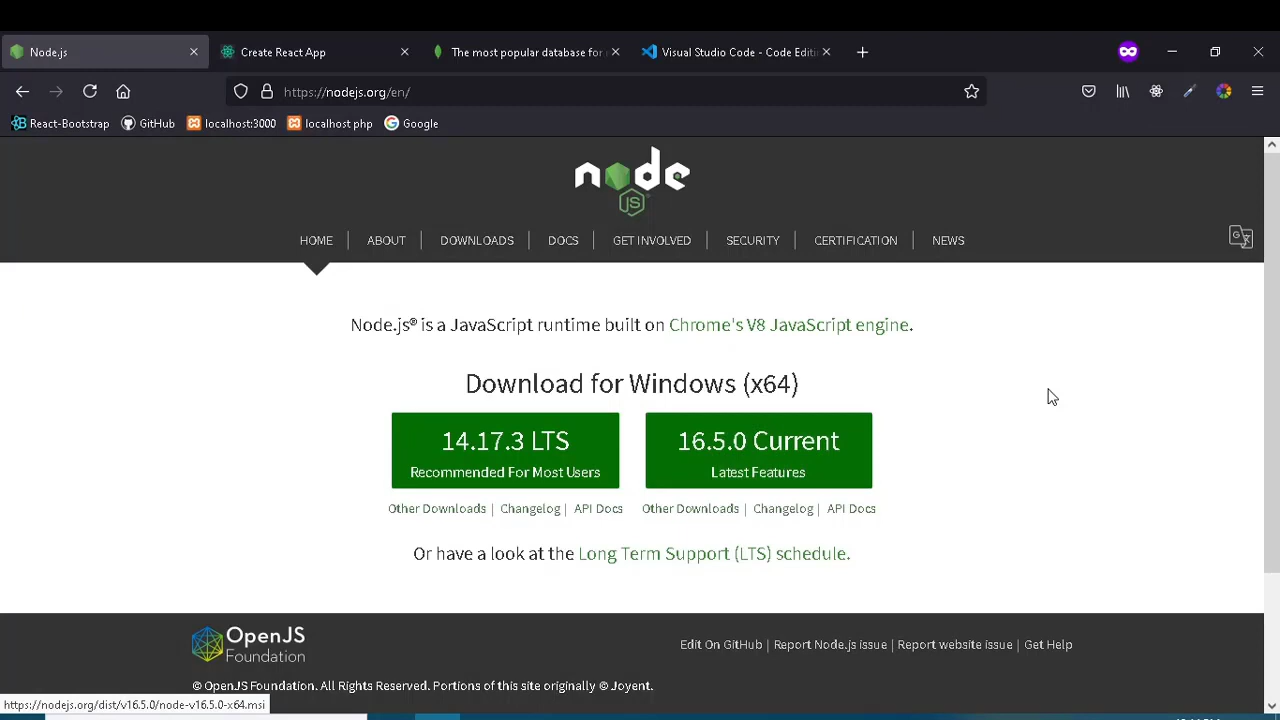 Node.js
Create React App
The most popular database for
Visual Studio Code - Code Editi
https://nodejs.org/en/
React-Bootstrap
GitHub
localhost:3000
localhost php
Google
node
JS
HOME
ABOUT
DOWNLOADS
DOCS
GET INVOLVED
SECURITY
CERTIFICATION
NEWS
Node.js® is a JavaScript runtime built on Chrome's V8 JavaScript engine.
Download for Windows (x64)
14.17.3 LTS
Recommended For Most Users
16.5.0 Current
Latest Features
Other Downloads | Changelog | API Docs
Other Downloads | Changelog | API Docs
Or have a look at the Long Term Support (LTS) schedule.
OpenJS
Foundation
Edit On GitHub | Report Node.js issue | Report website issue | Get Help
© OpenJS Foundation. All Rights Reserved. Portions of this site originally © Joyent.
https://nodejs.org/dist/v16.5.0/node-v16.5.0-x64.msi